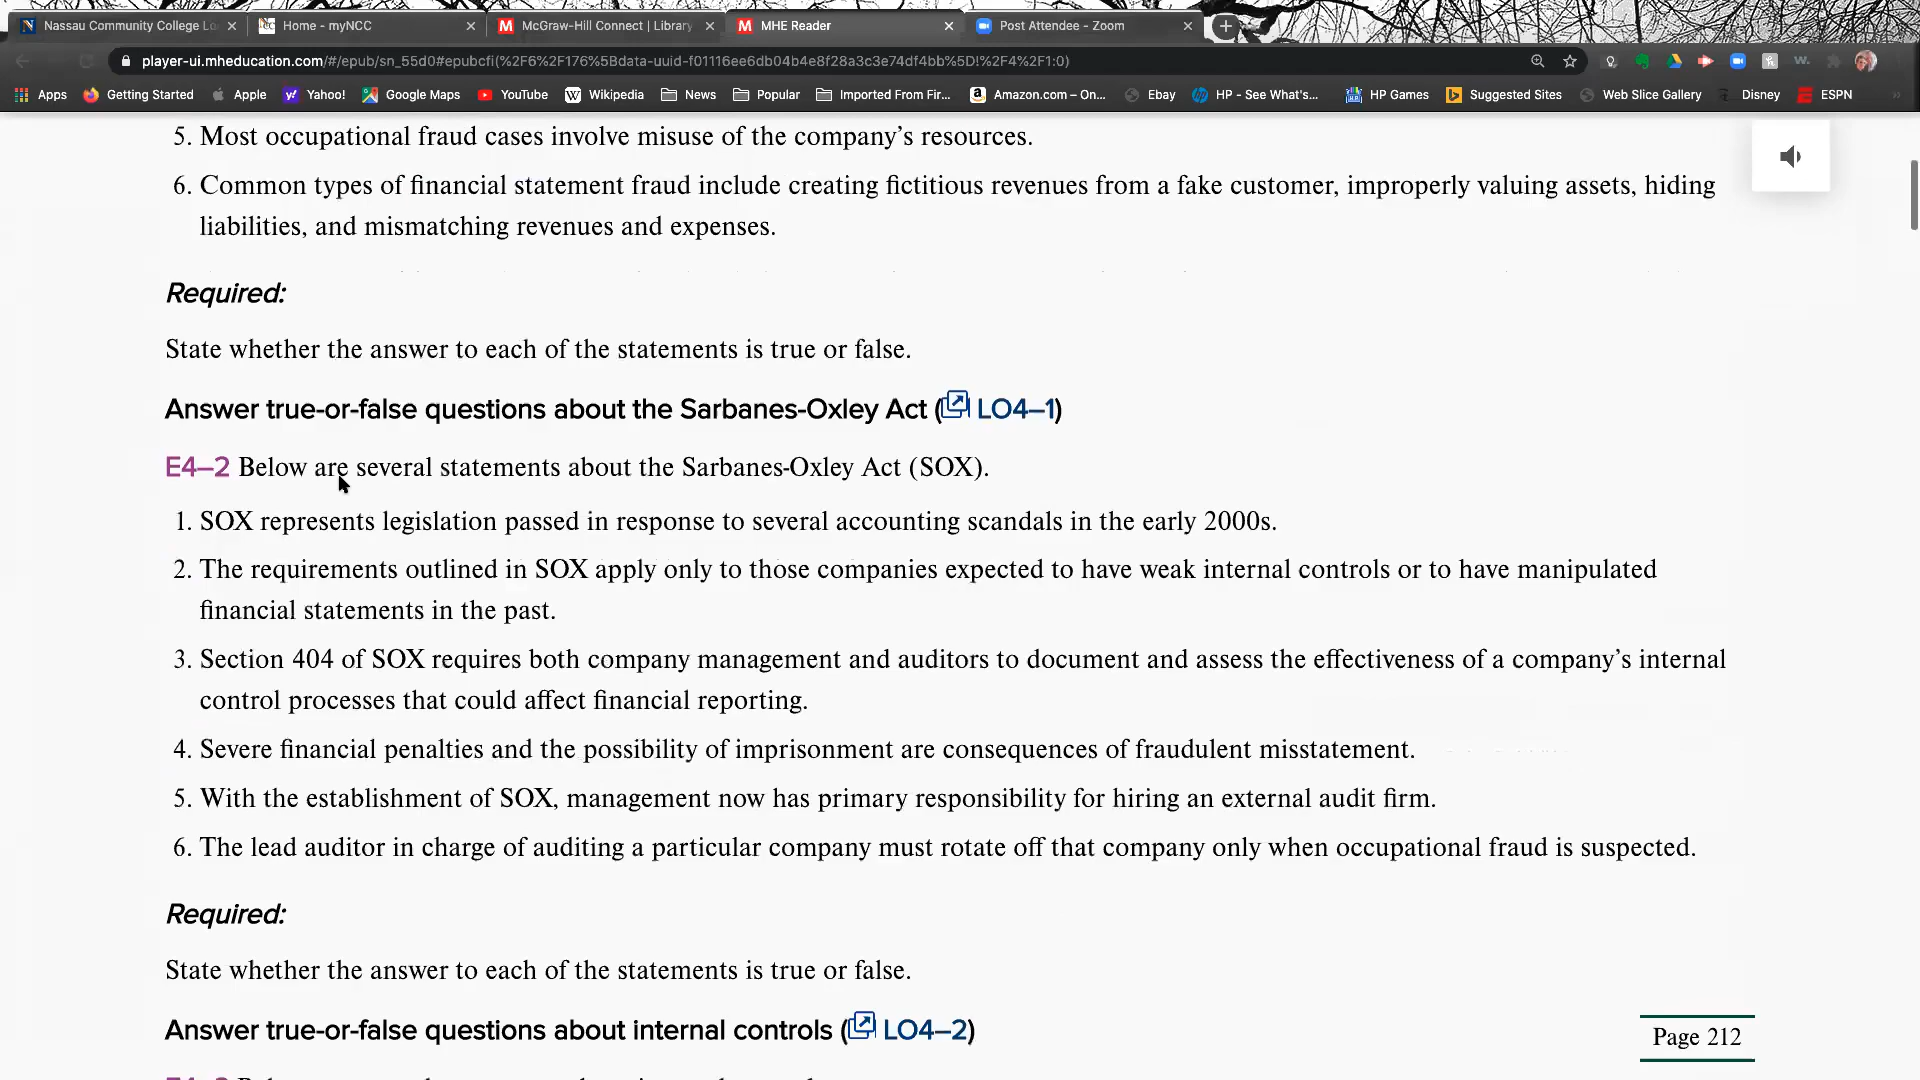 Nassau Community College Lo
Home - myNCC
McGraw-Hill Connect | Library
MHE Reader
Post Attendee - Zoom
player-ui.mheducation.com/#/epub/sn_55d0#epubcfi(%2F6%2F176%5Bdata-uuid-f01116ee6db04b4e8f28a3c3e74df4bb%5D!%2F4%2F1:0)
Apps Getting Started Apple Yahoo! Google Maps YouTube Wikipedia News Popular Imported From Fir... Amazon.com – On... Ebay HP - See What's... HP Games Suggested Sites Web Slice Gallery Disney ESPN
5. Most occupational fraud cases involve misuse of the company's resources.
6. Common types of financial statement fraud include creating fictitious revenues from a fake customer, improperly valuing assets, hiding
liabilities, and mismatching revenues and expenses.
Required:
State whether the answer to each of the statements is true or false.
Answer true-or-false questions about the Sarbanes-Oxley Act (LO4–1)
E4–2 Below are several statements about the Sarbanes-Oxley Act (SOX).
1. SOX represents legislation passed in response to several accounting scandals in the early 2000s.
2. The requirements outlined in SOX apply only to those companies expected to have weak internal controls or to have manipulated
financial statements in the past.
3. Section 404 of SOX requires both company management and auditors to document and assess the effectiveness of a company's internal
control processes that could affect financial reporting.
4. Severe financial penalties and the possibility of imprisonment are consequences of fraudulent misstatement.
5. With the establishment of SOX, management now has primary responsibility for hiring an external audit firm.
6. The lead auditor in charge of auditing a particular company must rotate off that company only when occupational fraud is suspected.
Required:
State whether the answer to each of the statements is true or false.
Answer true-or-false questions about internal controls (LO4–2)
Page 212